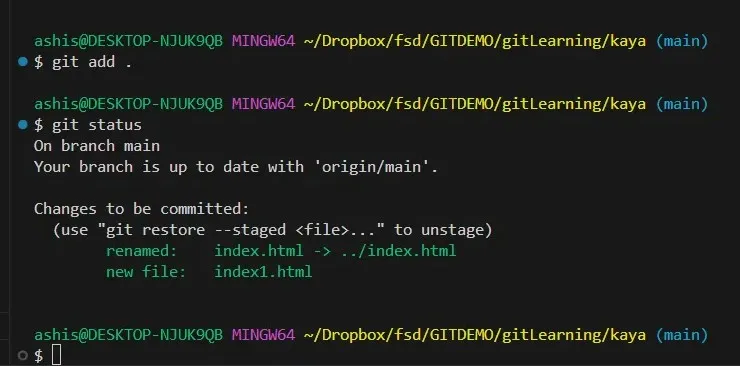 ashis@DESKTOP-NJUK9QB MINGW64 ~/Dropbox/fsd/GITDEMO/gitLearning/kaya (main)
$ git add .
ashis@DESKTOP-NJUK9QB MINGW64 ~/Dropbox/fsd/GITDEMO/gitLearning/kaya (main)
$ git status
On branch main
Your branch is up to date with 'origin/main'.
Changes to be committed:
  (use "git restore --staged <file>..." to unstage)
        renamed:    index.html -> ../index.html
        new file:   index1.html
ashis@DESKTOP-NJUK9QB MINGW64 ~/Dropbox/fsd/GITDEMO/gitLearning/kaya (main)
$